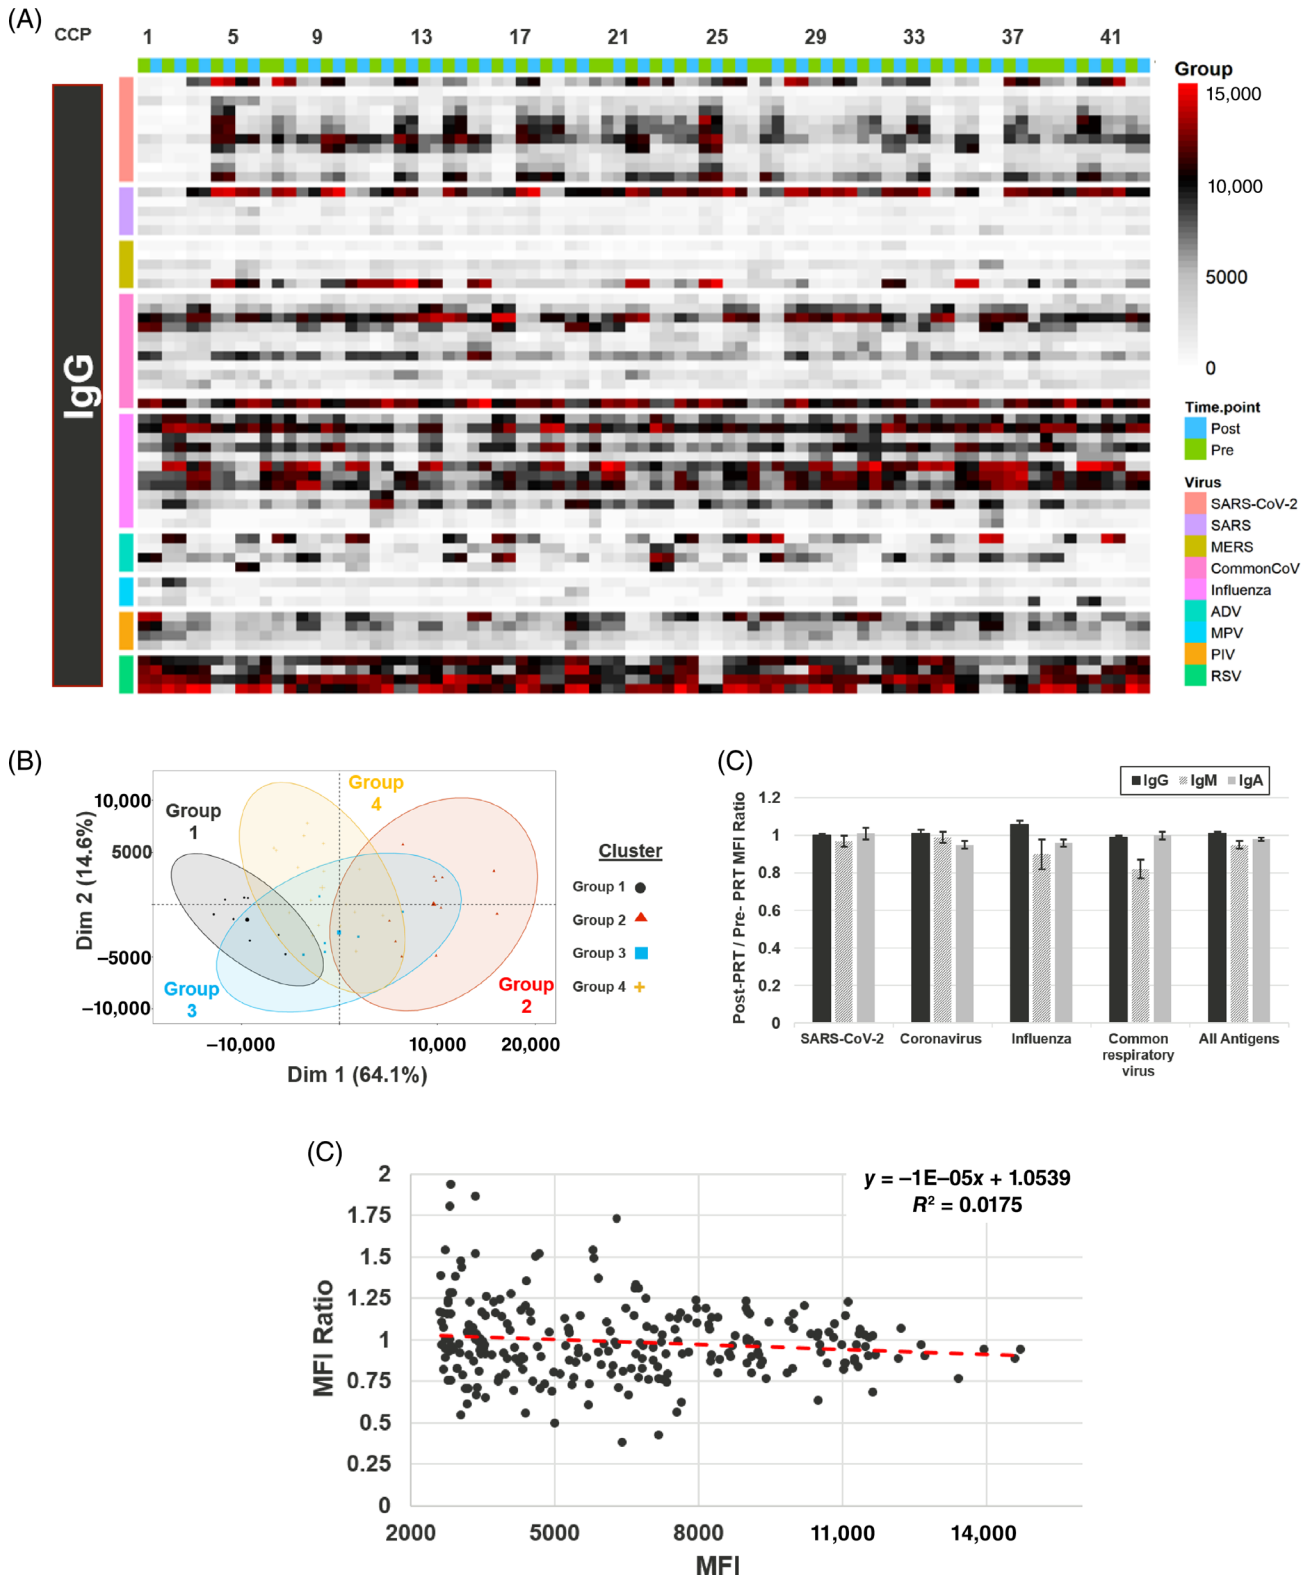 (A)
CCP 1 5 9 13 17 21 25 29 33 37 41
IgG
Group
15,000
10,000
5000
0
Time.point
Post
Pre
Virus
SARS-CoV-2
SARS
MERS
CommonCoV
Influenza
ADV
MPV
PIV
RSV
(B)
Group
1
Group
4
Group
3
Group
2
10,000
5000
0
−5000
−10,000
Dim 2 (14.6%)
−10,000 10,000 20,000
Dim 1 (64.1%)
Cluster
Group 1
Group 2
Group 3
Group 4
(C)
IgG IgM IgA
Post-PRT / Pre- PRT MFI Ratio
1.2
1
0.8
0.6
0.4
0.2
0
SARS-CoV-2 Coronavirus Influenza Common respiratory virus All Antigens
(C)
y = −1E−05x + 1.0539
R² = 0.0175
MFI Ratio
2
1.75
1.5
1.25
1
0.75
0.5
0.25
0
2000 5000 8000 11,000 14,000
MFI